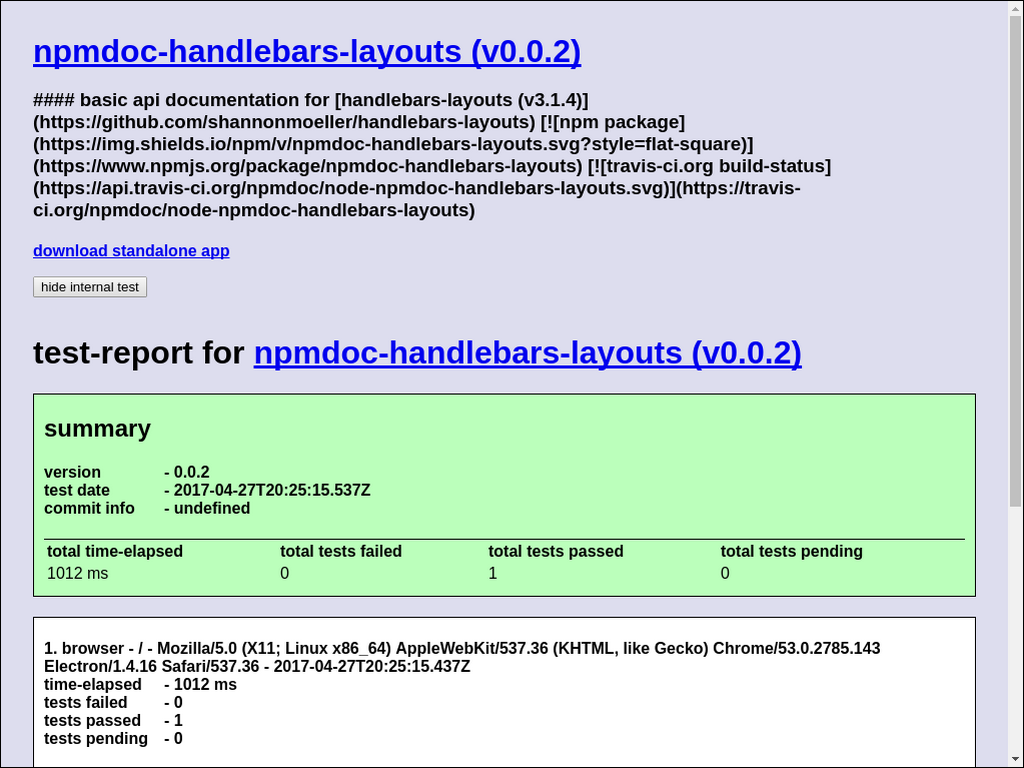 npmdoc-handlebars-layouts (v0.0.2)
#### basic api documentation for [handlebars-layouts (v3.1.4)]
(https://github.com/shannonmoeller/handlebars-layouts) [![npm package]
(https://img.shields.io/npm/v/npmdoc-handlebars-layouts.svg?style=flat-square)]
(https://www.npmjs.org/package/npmdoc-handlebars-layouts) [![travis-ci.org build-status]
(https://api.travis-ci.org/npmdoc/node-npmdoc-handlebars-layouts.svg)](https://travis-
ci.org/npmdoc/node-npmdoc-handlebars-layouts)
download standalone app
hide internal test
test-report for npmdoc-handlebars-layouts (v0.0.2)
summary
version - 0.0.2
test date - 2017-04-27T20:25:15.537Z
commit info - undefined
total time-elapsed total tests failed total tests passed total tests pending
1012 ms 0 1 0
1. browser - / - Mozilla/5.0 (X11; Linux x86_64) AppleWebKit/537.36 (KHTML, like Gecko) Chrome/53.0.2785.143
Electron/1.4.16 Safari/537.36 - 2017-04-27T20:25:15.437Z
time-elapsed - 1012 ms
tests failed - 0
tests passed - 1
tests pending - 0